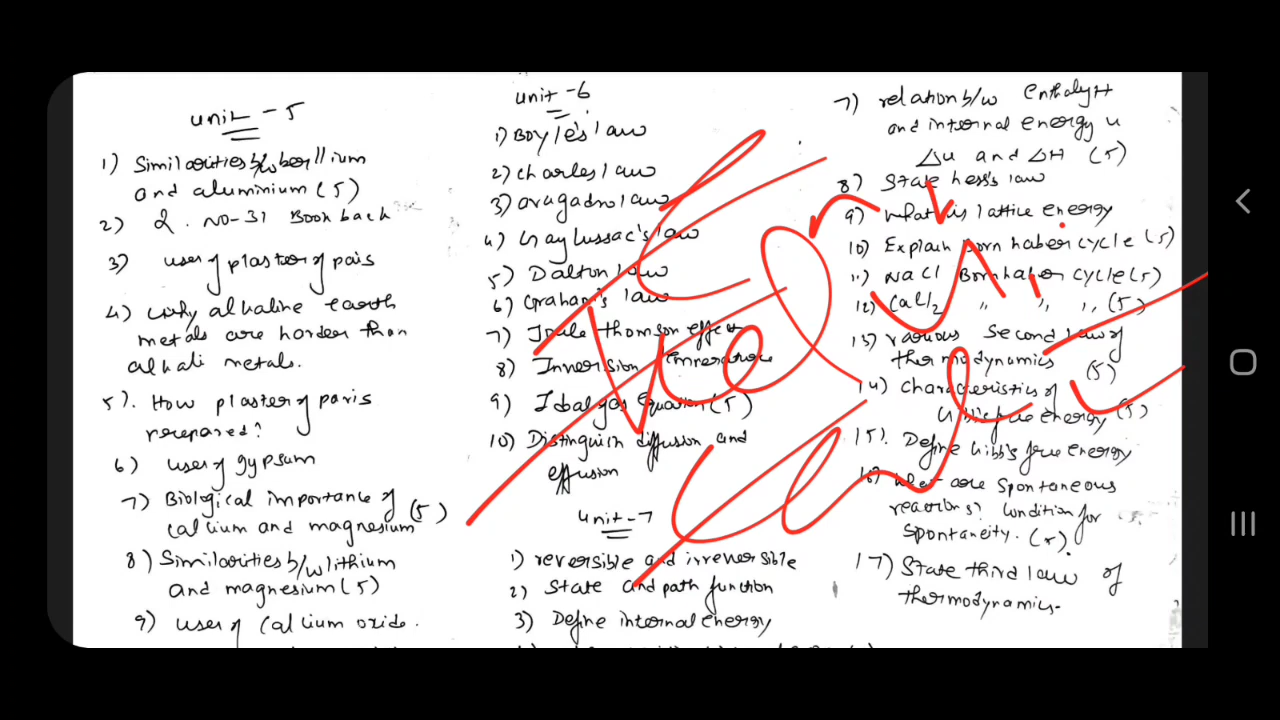 unit - 5
1) Similarities b/w beryllium
and aluminium (5)
2) Q. no-31 Book back
3) uses of plaster of pais
4) why alkaline earth
metals are harder than
alkali metals.
5). How plaster of paris
prepared?
6) uses of gypsum
7) Biological importance of
calcium and magnesium (5)
8) Similarities b/w lithium
and magnesium (5)
9) uses of calcium oxide.
unit - 6
1) Boyle's law
2) charles law
3) avagadro law
4) Gay lussac's law
5) Dalton law
6) Graham's law
7) Joule thomson effect
8) Inversion temperature
9) Ideal gas equation (5)
10) Distinguish diffusion and
effusion
unit - 7
1) reversible and irreversible
2) State and path function
3) Define internal energy
7) relation b/w Enthalpy
and internal energy u
Δu and ΔH (5)
8) State hess's law
9) what is lattice energy
10) Explain Born haber cycle (5)
11) NaCl Born haber cycle (5)
12) CaCl2 " " " (5)
13) various Second law of
thermodynamics (5)
14) characteristics of
Gibb's free energy (5)
15). Define Gibb's free energy
16) what are spontaneous
reactions? condition for
spontaneity. (x).
17) State third law of
thermodynamics.